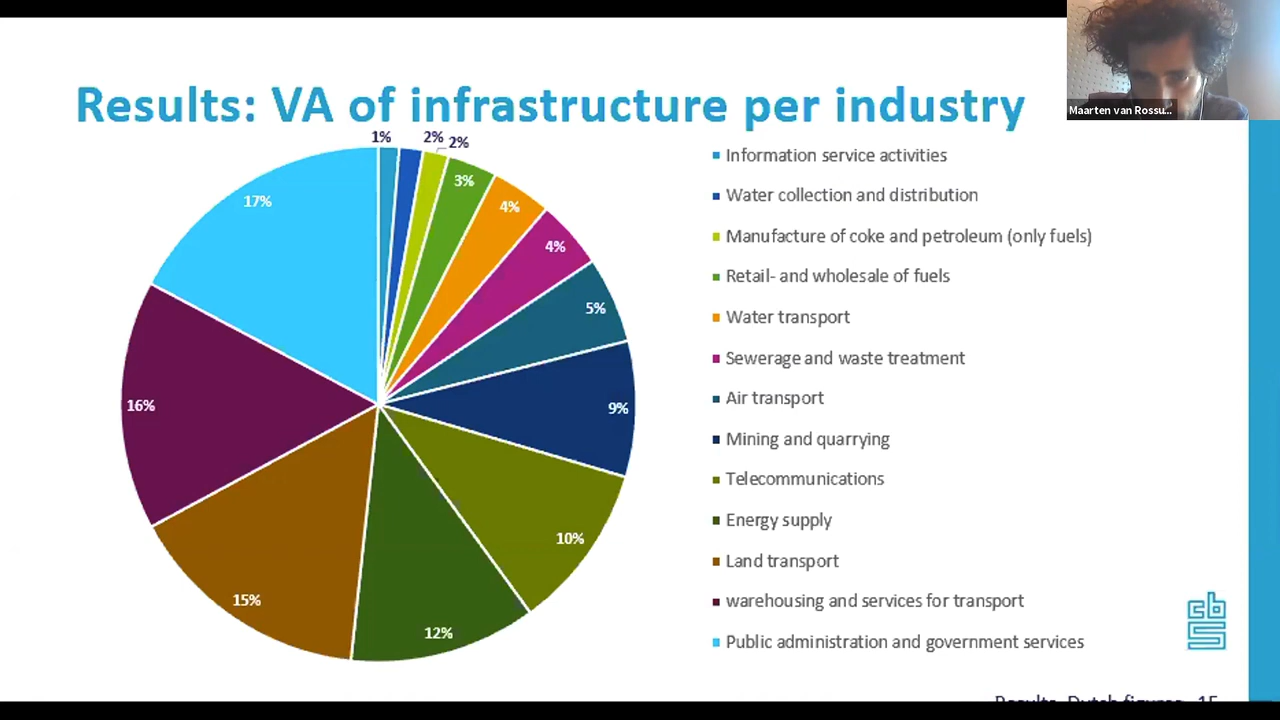 Maarten van Rossu...
Results: VA of infrastructure per industry
1%
2%
2%
3%
4%
4%
5%
9%
10%
12%
15%
16%
17%
Information service activities
Water collection and distribution
Manufacture of coke and petroleum (only fuels)
Retail- and wholesale of fuels
Water transport
Sewerage and waste treatment
Air transport
Mining and quarrying
Telecommunications
Energy supply
Land transport
warehousing and services for transport
Public administration and government services
cbs
Results Dutch figures 15